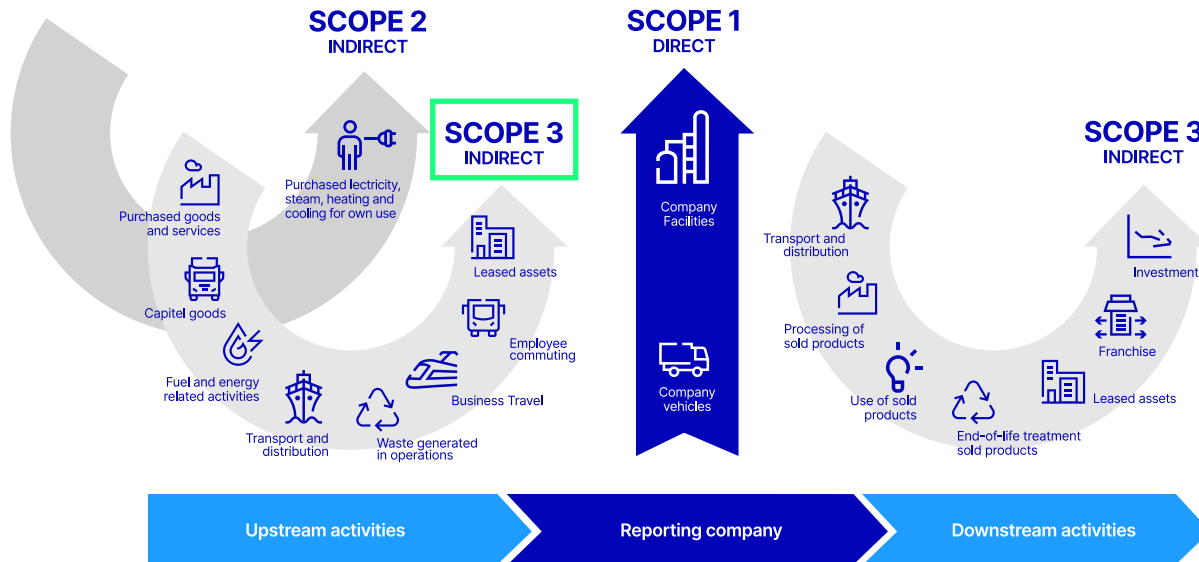 SCOPE 2
INDIRECT
SCOPE 1
DIRECT
SCOPE 3
INDIRECT
SCOPE 3
INDIRECT
Purchased lectricity,
steam, heating and
cooling for own use
Purchased goods
and services
Capitel goods
Fuel and energy
related activities
Transport and
distribution
Waste generated
in operations
Business Travel
Employee
commuting
Leased assets
Company
Facilities
Company
vehicles
Transport and
distribution
Processing of
sold products
Use of sold
products
End-of-life treatment
sold products
Leased assets
Franchise
Investment
Upstream activities
Reporting company
Downstream activities